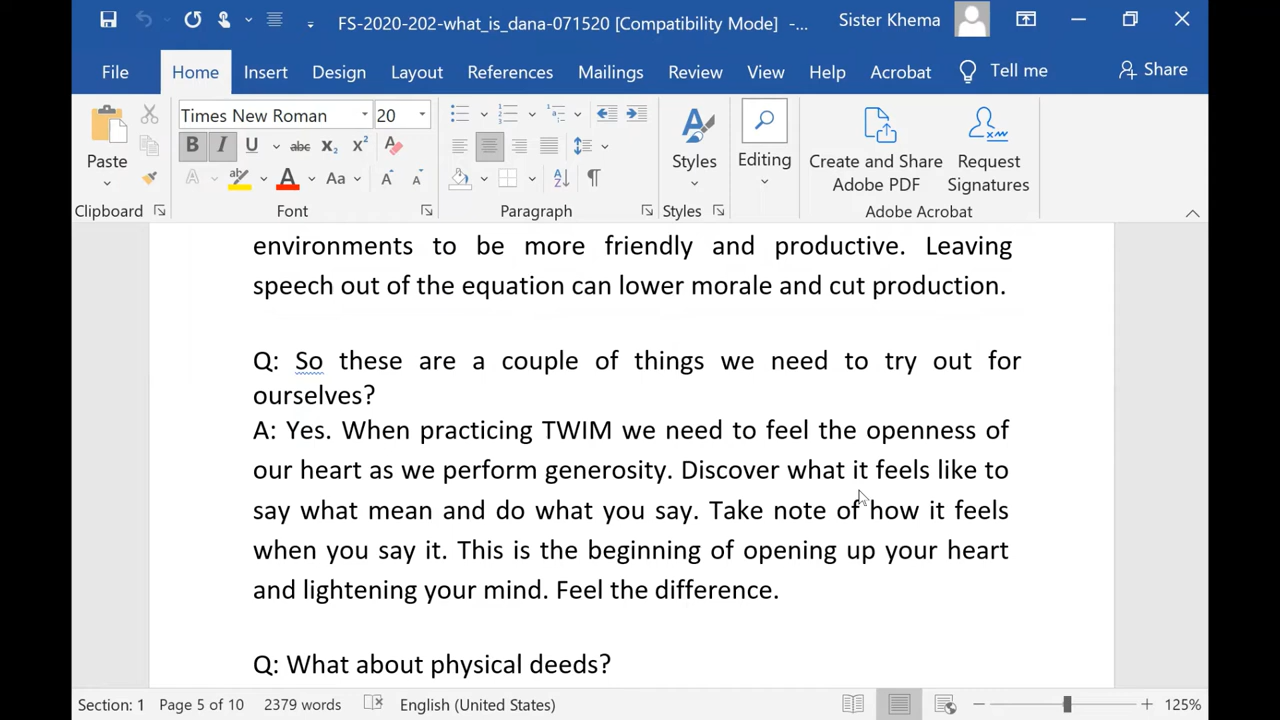 FS-2020-202-what_is_dana-071520 [Compatibility Mode] -... Sister Khema
File Home Insert Design Layout References Mailings Review View Help Acrobat Tell me Share
Times New Roman 20
B I U abc X₂ X² A
Paste Styles Editing Create and Share Adobe PDF Request Signatures
A ab A Aa A A
Clipboard Font Paragraph Styles Adobe Acrobat
environments to be more friendly and productive. Leaving
speech out of the equation can lower morale and cut production.
Q: So these are a couple of things we need to try out for
ourselves?
A: Yes. When practicing TWIM we need to feel the openness of
our heart as we perform generosity. Discover what it feels like to
say what mean and do what you say. Take note of how it feels
when you say it. This is the beginning of opening up your heart
and lightening your mind. Feel the difference.
Q: What about physical deeds?
Section: 1 Page 5 of 10 2379 words English (United States) 125%